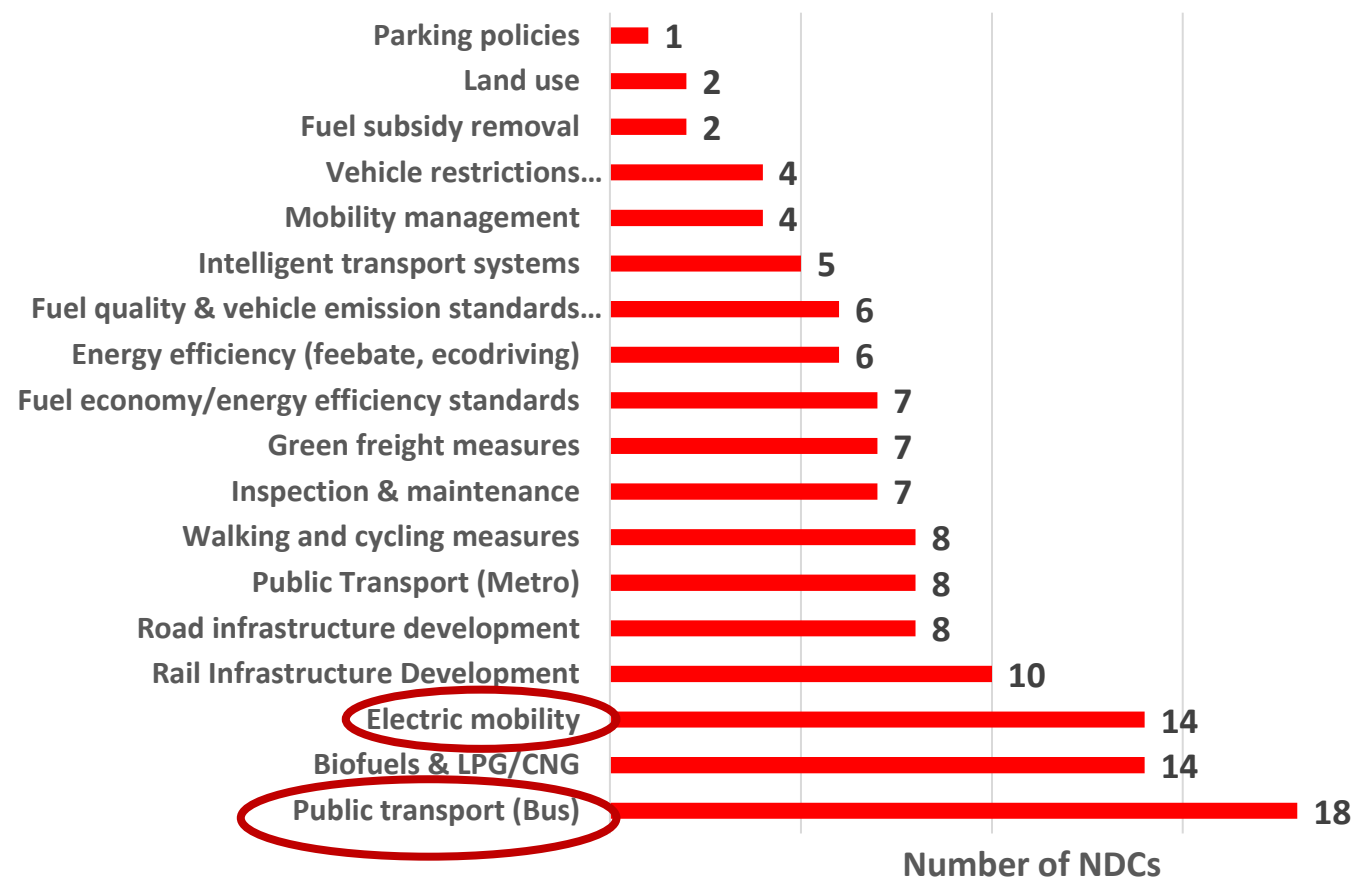 Parking policies 1
Land use 2
Fuel subsidy removal 2
Vehicle restrictions... 4
Mobility management 4
Intelligent transport systems 5
Fuel quality & vehicle emission standards... 6
Energy efficiency (feebate, ecodriving) 6
Fuel economy/energy efficiency standards 7
Green freight measures 7
Inspection & maintenance 7
Walking and cycling measures 8
Public Transport (Metro) 8
Road infrastructure development 8
Rail Infrastructure Development 10
Electric mobility 14
Biofuels & LPG/CNG 14
Public transport (Bus) 18
Number of NDCs